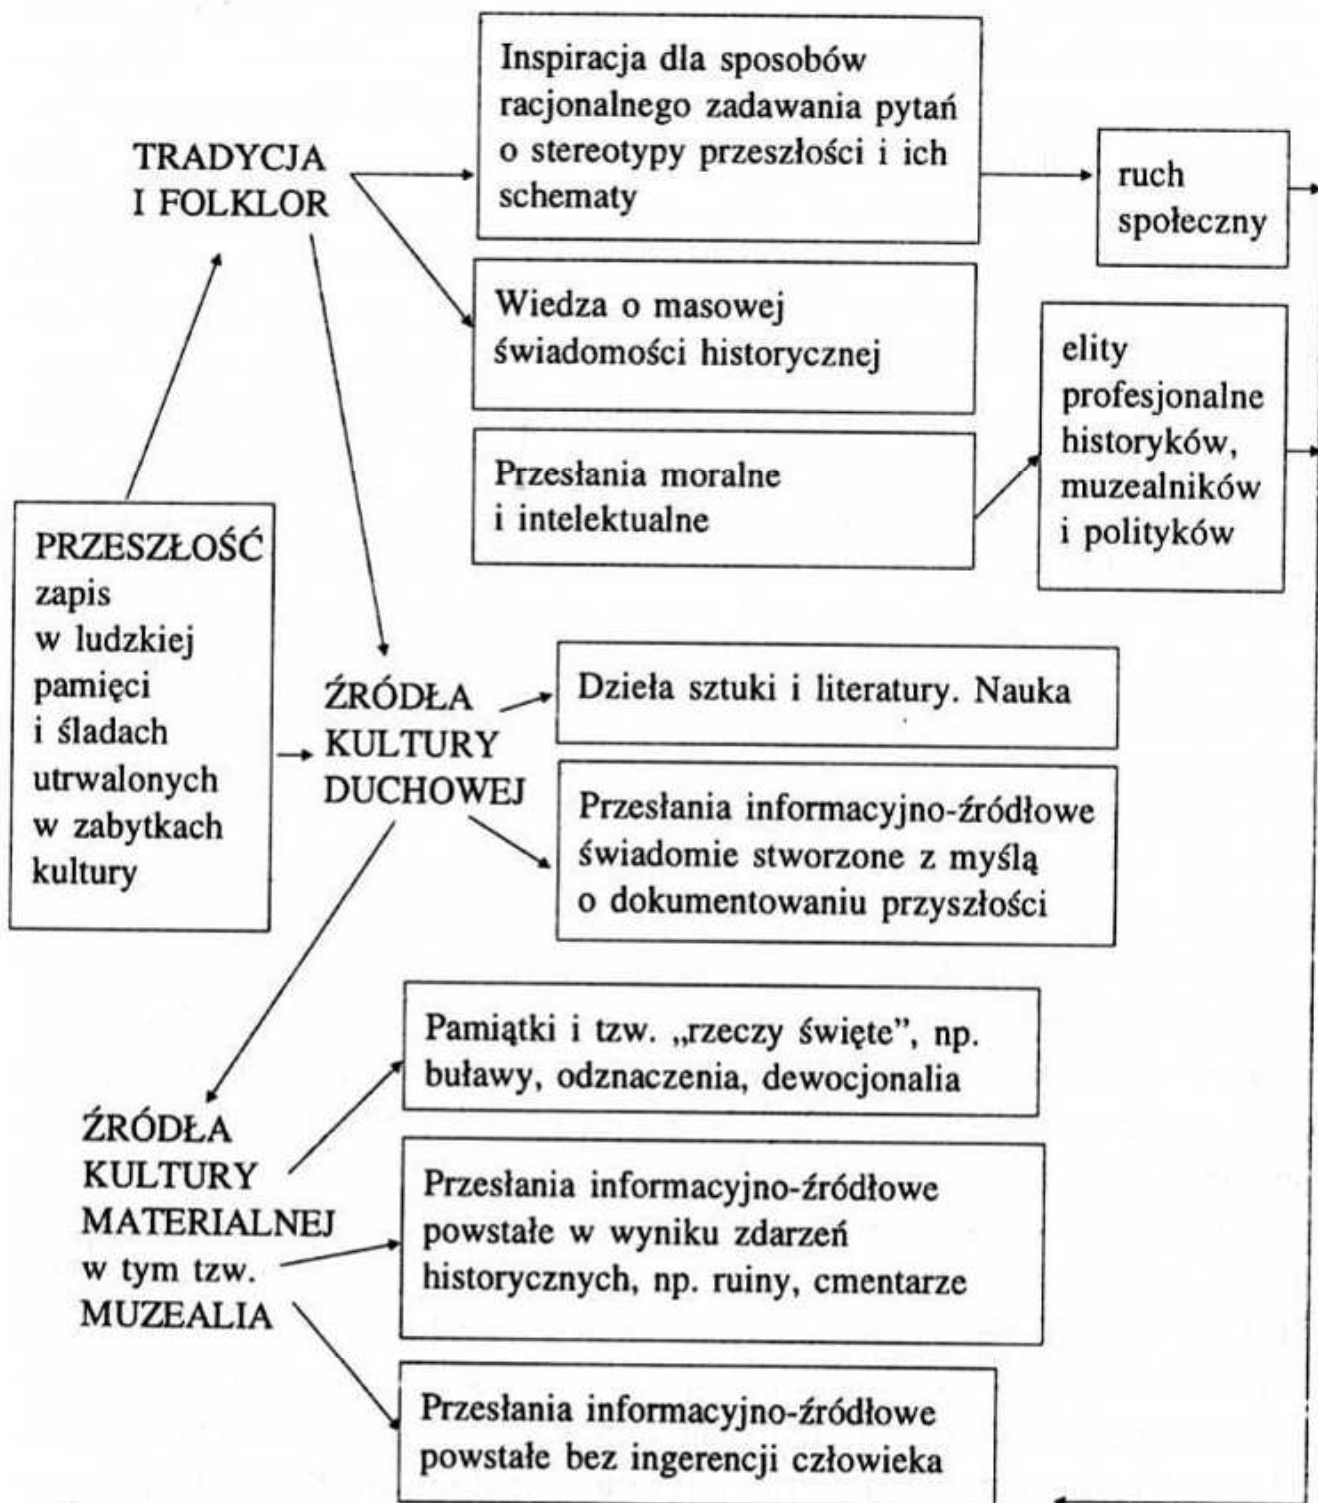 Inspiracja dla sposobów
racjonalnego zadawania pytań
o stereotypy przeszłości i ich
schematy
TRADYCJA
I FOLKLOR
ruch
społeczny
Wiedza o masowej
świadomości historycznej
elity
profesjonalne
historyków,
muzealników
i polityków
Przesłania moralne
i intelektualne
PRZESZŁOŚĆ
zapis
w ludzkiej
pamięci
i śladach
utrwalonych
w zabytkach
kultury
ŹRÓDŁA
KULTURY
DUCHOWEJ
Dzieła sztuki i literatury. Nauka
Przesłania informacyjno-źródłowe
świadomie stworzone z myślą
o dokumentowaniu przyszłości
Pamiątki i tzw. „rzeczy święte”, np.
buławy, odznaczenia, dewocjonalia
ŹRÓDŁA
KULTURY
MATERIALNEJ
w tym tzw.
MUZEALIA
Przesłania informacyjno-źródłowe
powstałe w wyniku zdarzeń
historycznych, np. ruiny, cmentarze
Przesłania informacyjno-źródłowe
powstałe bez ingerencji człowieka